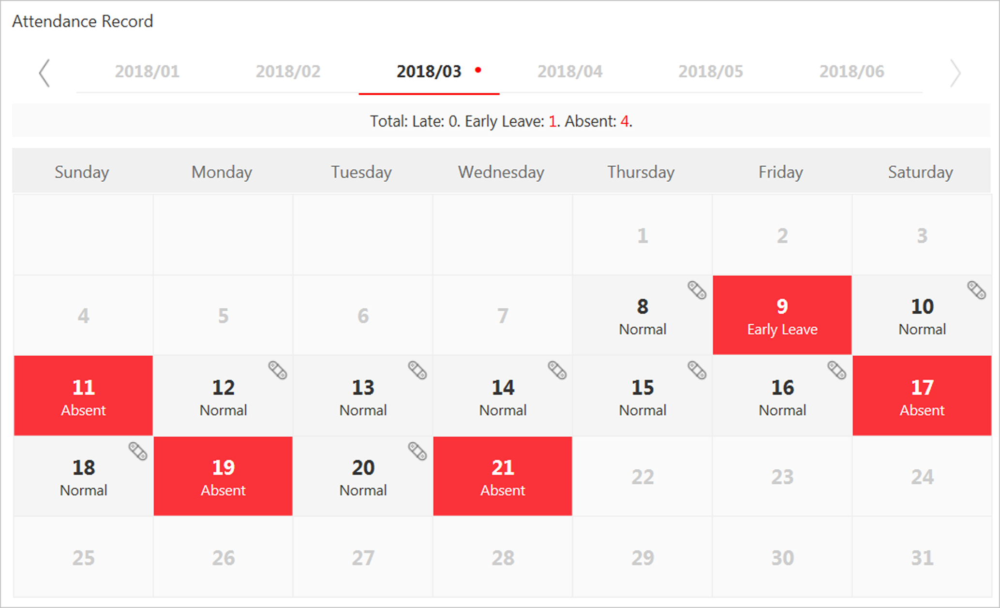 Attendance Record
2018/01 2018/02 2018/03 2018/04 2018/05 2018/06
Total: Late: 0. Early Leave: 1. Absent: 4.
Sunday Monday Tuesday Wednesday Thursday Friday Saturday
1 2 3
4 5 6 7 8 9 10
Normal Early Leave Normal
11 12 13 14 15 16 17
Absent Normal Normal Normal Normal Normal Absent
18 19 20 21 22 23 24
Normal Absent Normal Absent
25 26 27 28 29 30 31